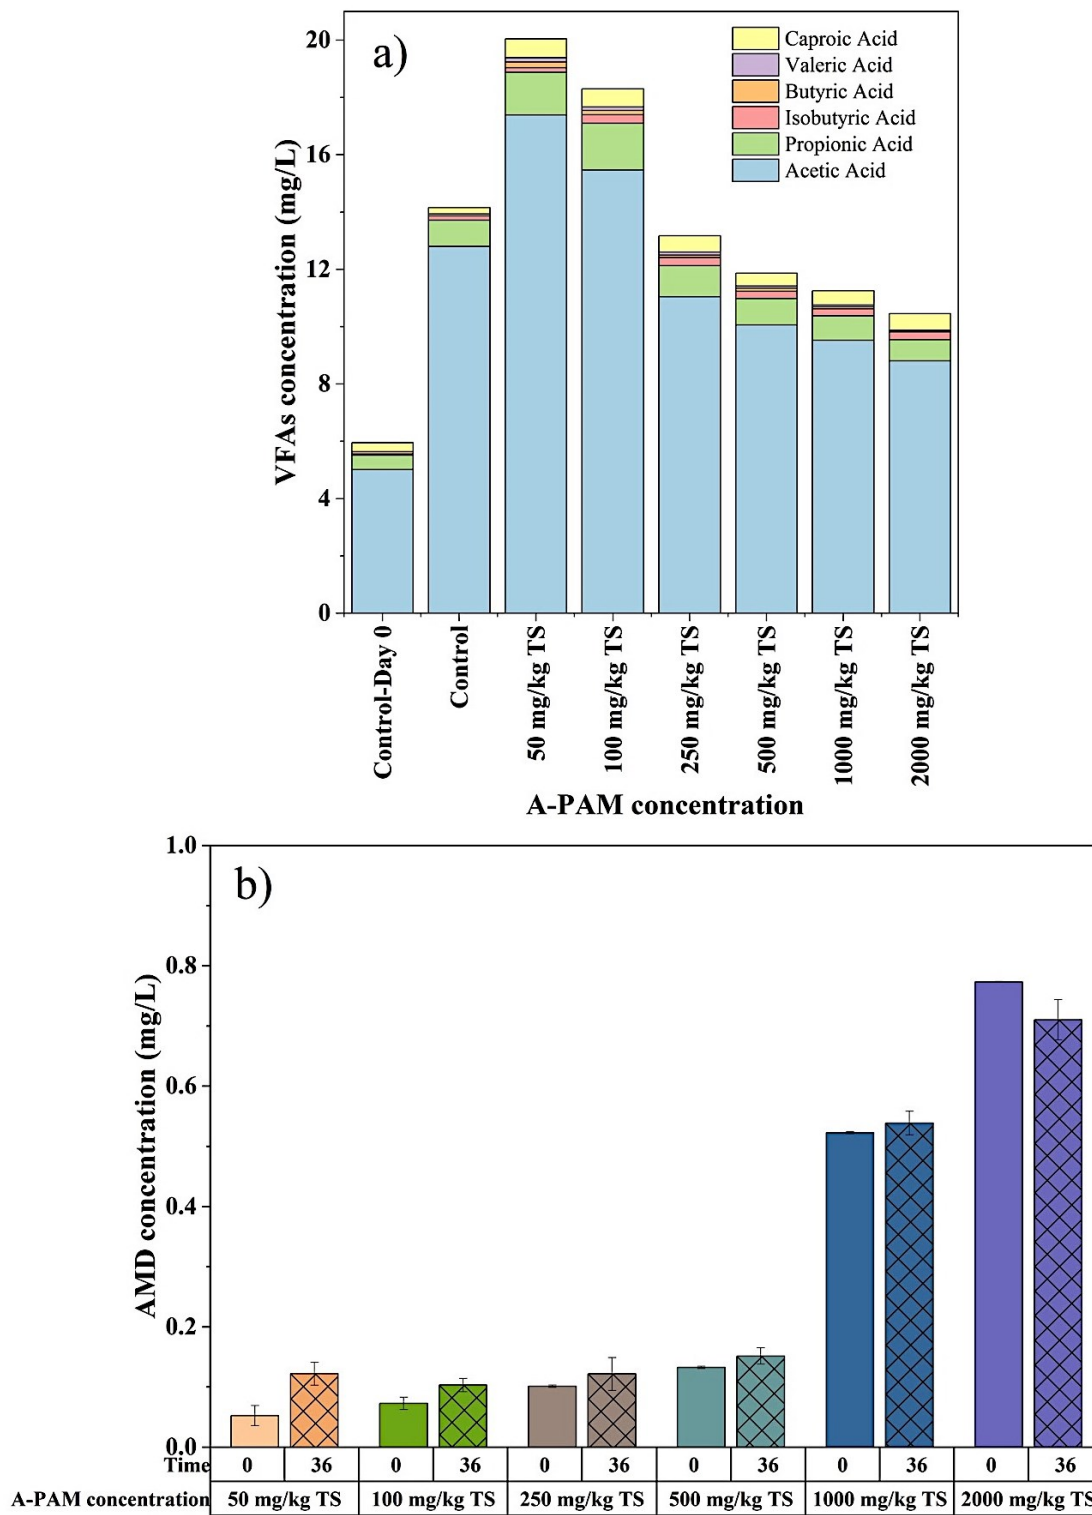 a)
Caproic Acid
Valeric Acid
Butyric Acid
Isobutyric Acid
Propionic Acid
Acetic Acid
20
16
12
8
4
0
VFAs concentration (mg/L)
Control-Day 0
Control
50 mg/kg TS
100 mg/kg TS
250 mg/kg TS
500 mg/kg TS
1000 mg/kg TS
2000 mg/kg TS
A-PAM concentration
b)
1.0
0.8
0.6
0.4
0.2
0.0
AMD concentration (mg/L)
Time 0 36 0 36 0 36 0 36 0 36 0 36
A-PAM concentration 50 mg/kg TS 100 mg/kg TS 250 mg/kg TS 500 mg/kg TS 1000 mg/kg TS 2000 mg/kg TS